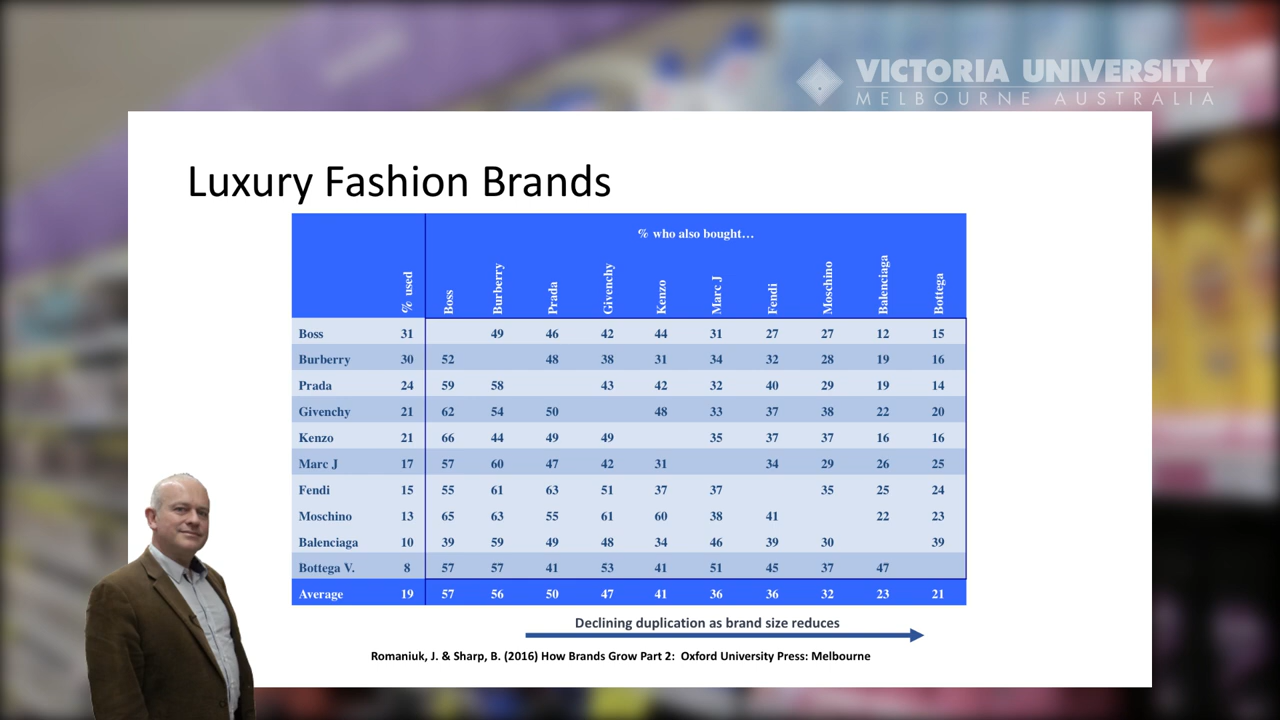 VICTORIA UNIVERSITY
MELBOURNE AUSTRALIA
Luxury Fashion Brands
% who also bought…
% used Boss Burberry Prada Givenchy Kenzo Marc J Fendi Moschino Balenciaga Bottega
Boss 31 49 46 42 44 31 27 27 12 15
Burberry 30 52 48 38 31 34 32 28 19 16
Prada 24 59 58 43 42 32 40 29 19 14
Givenchy 21 62 54 50 48 33 37 38 22 20
Kenzo 21 66 44 49 49 35 37 37 16 16
Marc J 17 57 60 47 42 31 34 29 26 25
Fendi 15 55 61 63 51 37 37 35 25 24
Moschino 13 65 63 55 61 60 38 41 22 23
Balenciaga 10 39 59 49 48 34 46 39 30 39
Bottega V. 8 57 57 41 53 41 51 45 37 47
Average 19 57 56 50 47 41 36 36 32 23 21
Declining duplication as brand size reduces
Romaniuk, J. & Sharp, B. (2016) How Brands Grow Part 2: Oxford University Press: Melbourne